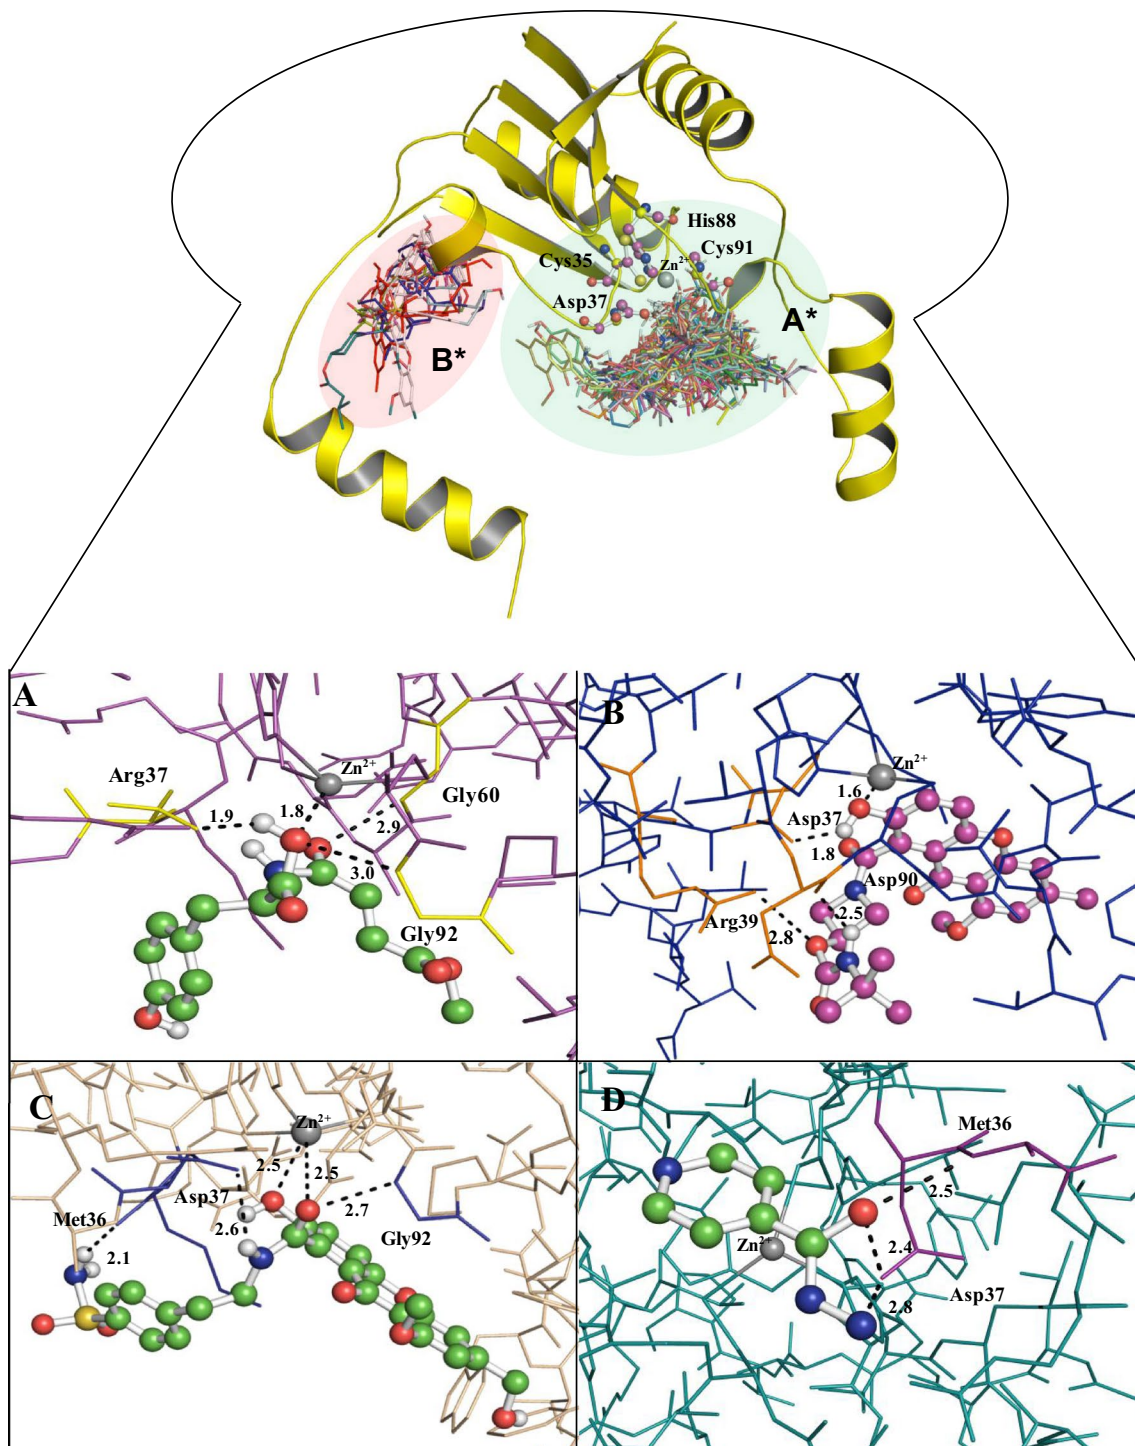 His88
Cys35
Cys91
Zn2+
Asp37
A*
B*
A
Zn2+
Arg37
Gly60
1.9
1.8
2.9
3.0
Gly92
B
Zn2+
1.6
Asp37
1.8
Asp90
Arg39
2.5
2.8
C
Zn2+
2.5
2.5
Asp37
2.7
Met36
2.6
Gly92
2.1
D
Met36
2.5
Zn2+
2.4
Asp37
2.8